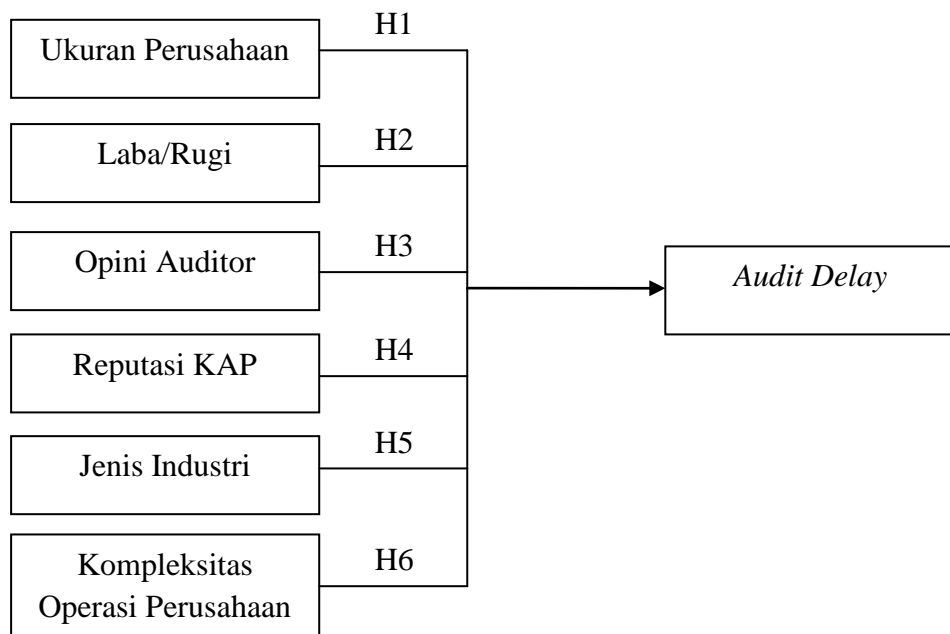 H1
Ukuran Perusahaan
H2
Laba/Rugi
H3
Opini Auditor
Audit Delay
H4
Reputasi KAP
H5
Jenis Industri
H6
Kompleksitas
Operasi Perusahaan